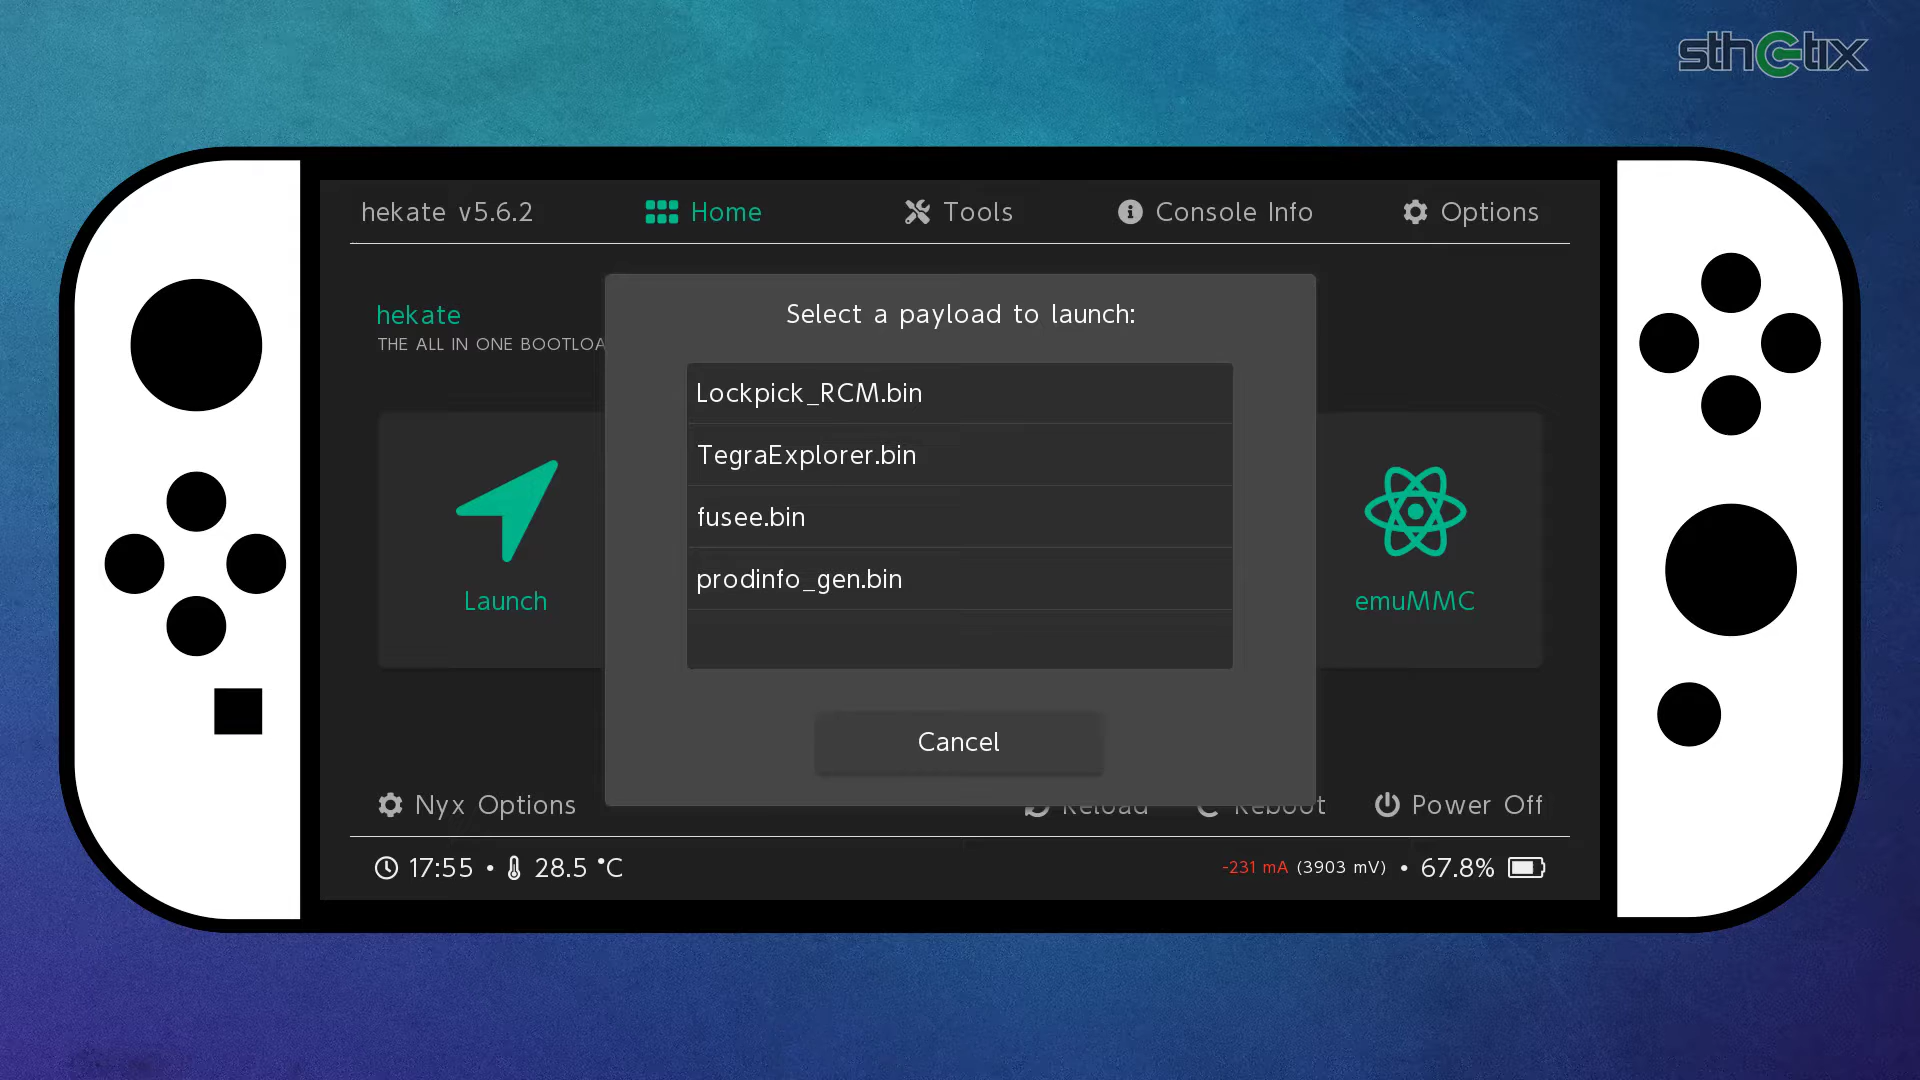 sthetix
hekate v5.6.2
Home
Tools
Console Info
Options
Select a payload to launch:
hekate
THE ALL IN ONE BOOTLOA
Lockpick_RCM.bin
TegraExplorer.bin
fusee.bin
prodinfo_gen.bin
Launch
emuMMC
Cancel
Nyx Options
Reload
Reboot
Power Off
17:55 • 28.5 °C
-231 mA (3903 mV) • 67.8%